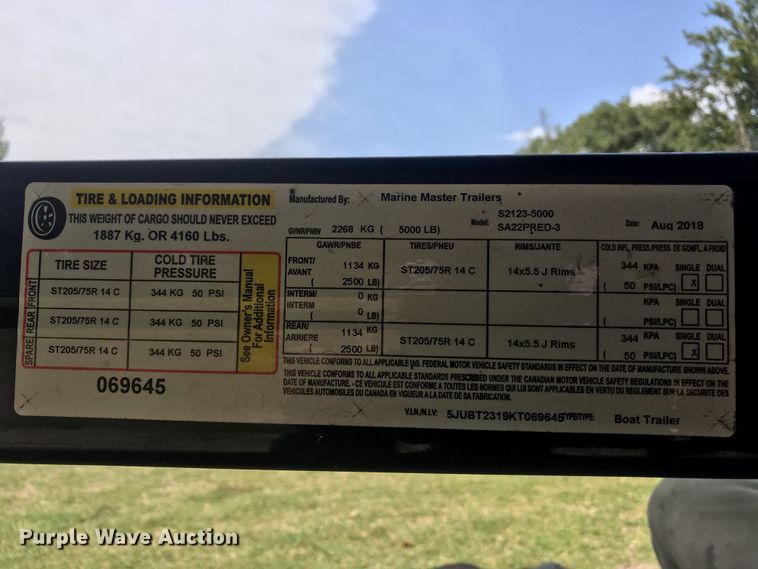 TIRE & LOADING INFORMATION
THIS WEIGHT OF CARGO SHOULD NEVER EXCEED
1887 Kg. OR 4160 Lbs.
TIRE SIZE COLD TIRE PRESSURE
FRONT ST205/75R 14 C 344 KG 50 PSI
REAR ST205/75R 14 C 344 KG 50 PSI
SPARE ST205/75R 14 C 344 KG 50 PSI
See Owner's Manual
For Additional
Information
069645
Manufactured By: Marine Master Trailers
GVWR/PNBV 2268 KG ( 5000 LB)
Model: S2123-5000
SA22PRED-3
Date: Aug 2018
GAWR/PNBE TIRES/PNEU RIMS/JANTE COLD INFL, PRESS/PRESS. DE GONFL A FROID
FRONT/ 1134 KG ST205/75R 14 C 14x5.5 J Rims 344 KPA SINGLE DUAL
AVANT ( 2500 LB) ( 50 PSI/LPC) X
INTERM/ 0 KG KPA SINGLE DUAL
INTERM ( 0 LB) ( PSI/LPC)
REAR/ 1134 KG ST205/75R 14 C 14x5.5 J Rims 344 KPA SINGLE DUAL
ARRIERE ( 2500 LB) ( 50 PSI/LPC) X
THIS VEHICLE CONFORMS TO ALL APPLICABLE US. FEDERAL MOTOR VEHICLE SAFETY STANDARDS IN EFFECT ON THE DATE OF MANUFACTURE SHOWN ABOVE.
THIS VEHICLE CONFORMS TO ALL APPLICABLE STANDARDS PRESCRIBED UNDER THE CANADIAN MOTOR VEHICLE SAFETY REGULATIONS IN EFFECT ON THE
DATE OF MANUFACTURE. - CE VEHICULE EST CONFORME A TOUTES LES NORMES QUI LUI SONT APPLICABLES EN VERTU DU REGLEMENT SUR LA SECURITE DES
VEHICULES AUTOMOBILES DU CANADA EN VIGUEUR A LA DATE DE SA FABRICATION.
V.I.N./N.I.V: 5JUBT2319KT069645 TYPE/TYPE: Boat Trailer
Purple Wave Auction